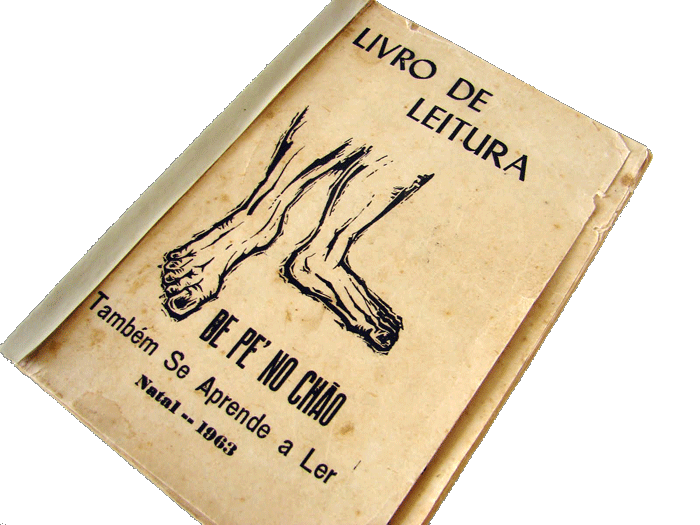 LIVRO DE
LEITURA
DE PE' NO CHÃO
Também Se Aprende a Ler
Natal -- 1963